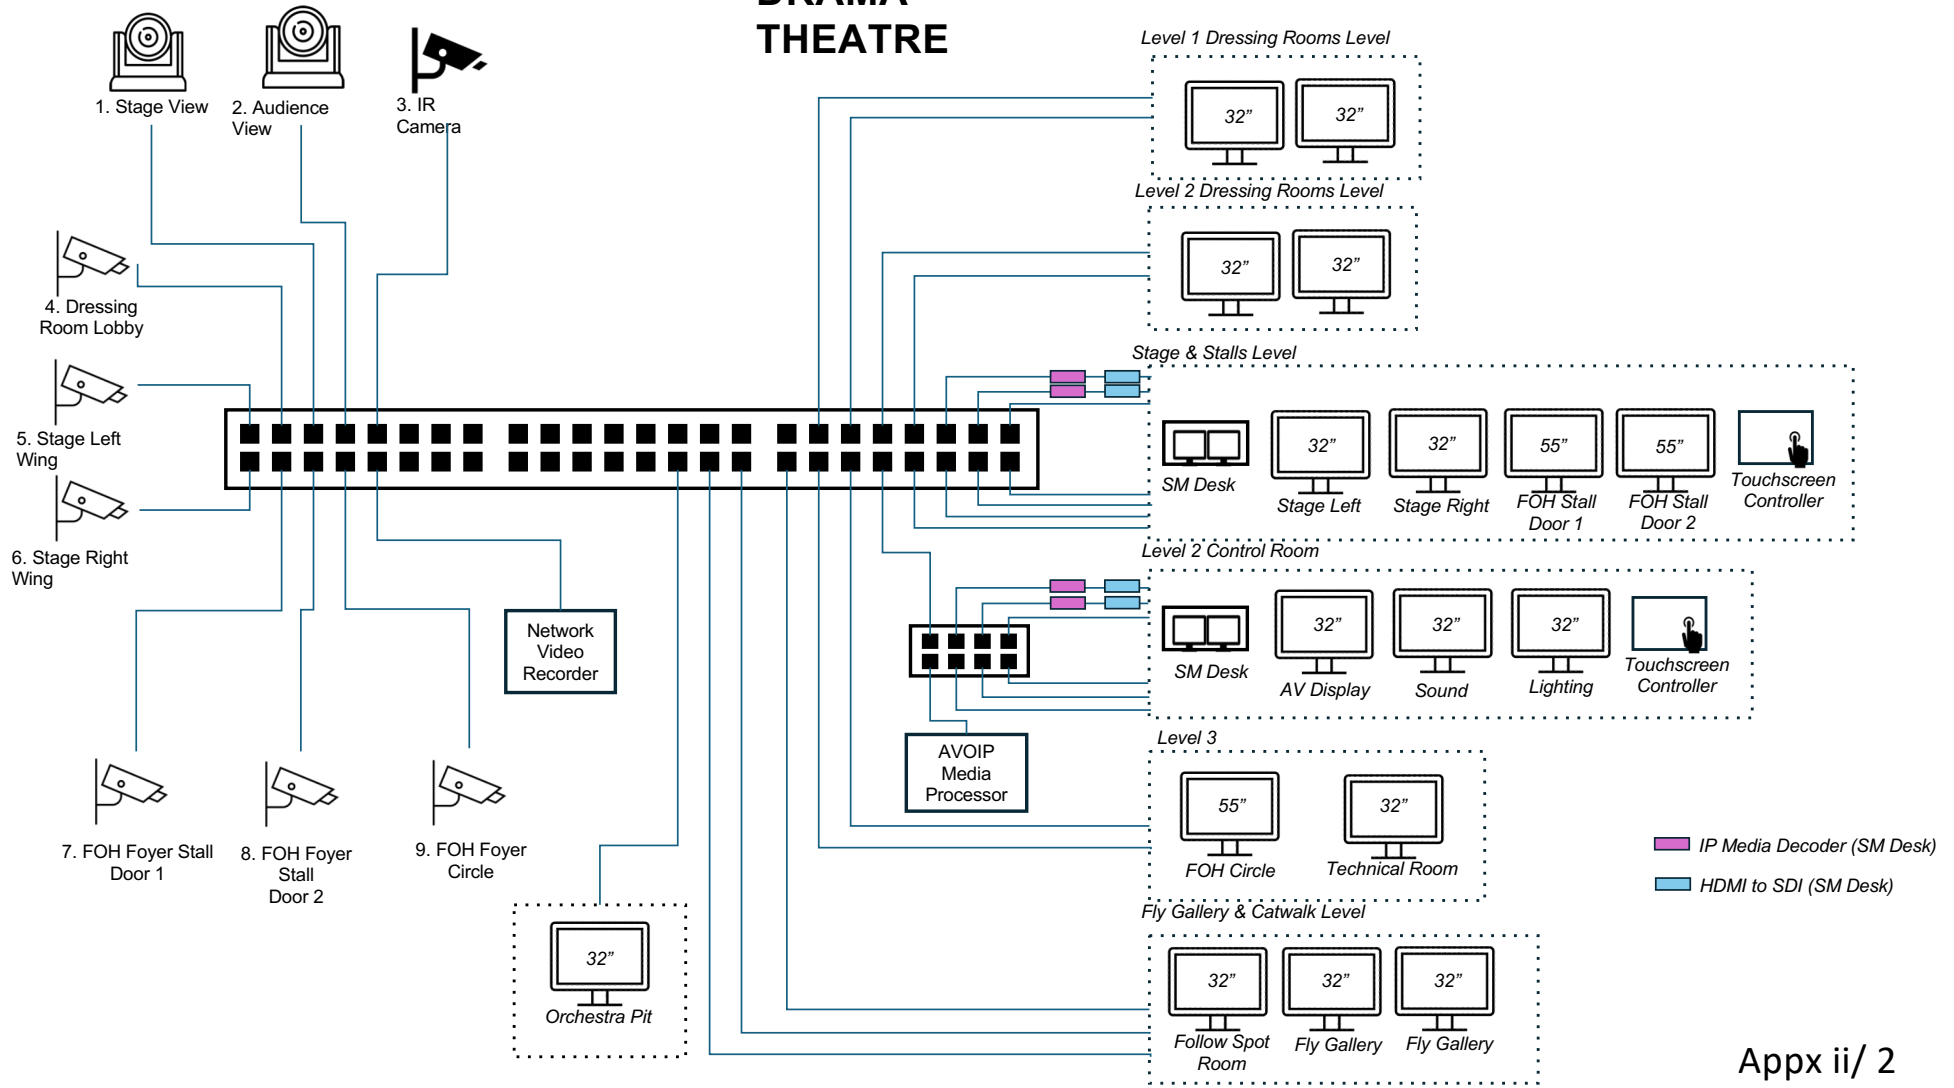 DRAMA
THEATRE
1. Stage View
2. Audience
View
3. IR
Camera
4. Dressing
Room Lobby
5. Stage Left
Wing
6. Stage Right
Wing
7. FOH Foyer Stall
Door 1
8. FOH Foyer
Stall
Door 2
9. FOH Foyer
Circle
Network
Video
Recorder
AVOIP
Media
Processor
32”
Orchestra Pit
Level 1 Dressing Rooms Level
32”
32”
Level 2 Dressing Rooms Level
32”
32”
Stage & Stalls Level
SM Desk
32”
Stage Left
32”
Stage Right
55”
FOH Stall
Door 1
55”
FOH Stall
Door 2
Touchscreen
Controller
Level 2 Control Room
SM Desk
32”
AV Display
32”
Sound
32”
Lighting
Touchscreen
Controller
Level 3
55”
FOH Circle
32”
Technical Room
Fly Gallery & Catwalk Level
32”
Follow Spot
Room
32”
Fly Gallery
32”
Fly Gallery
IP Media Decoder (SM Desk)
HDMI to SDI (SM Desk)
Appx ii/ 2